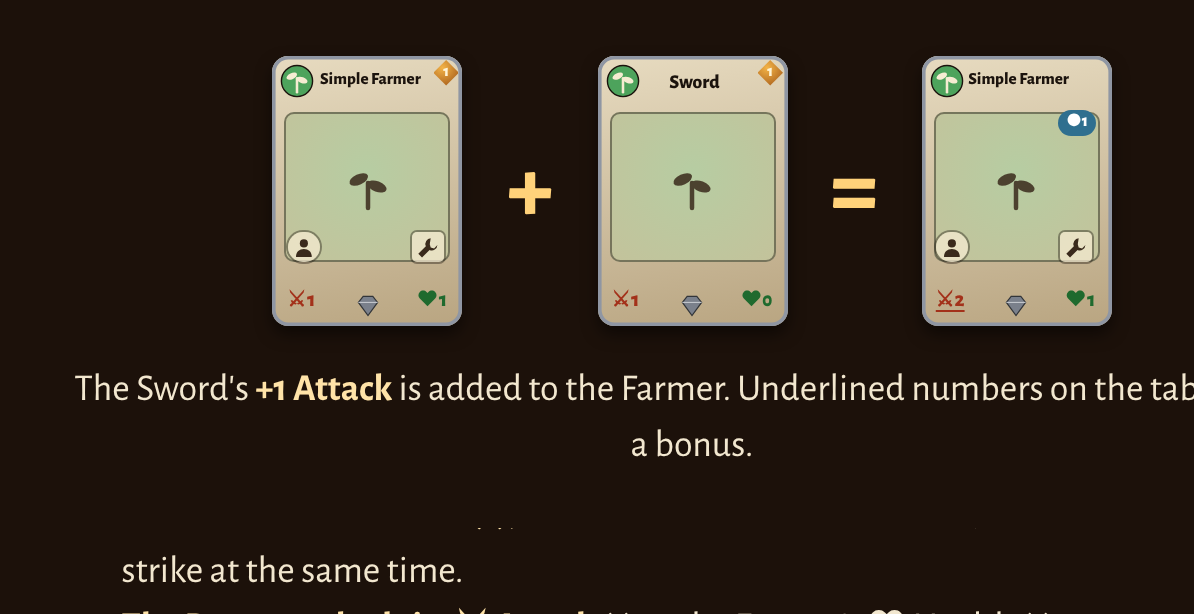 Simple Farmer 1
Sword 1
Simple Farmer
1
+
=
1 1
1 0
2 1
The Sword's +1 Attack is added to the Farmer. Underlined numbers on the
a bonus.
strike at the same time.